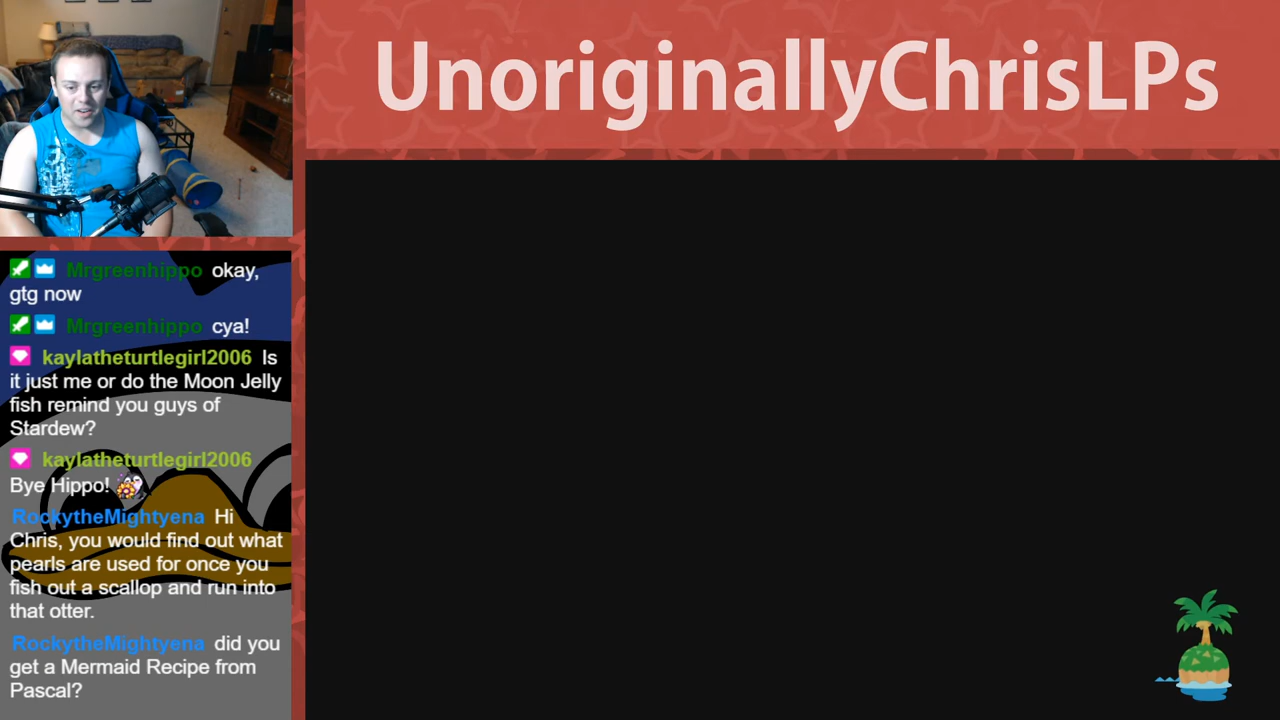 UnoriginallyChrisLPs
Mrgreenhippo okay,
gtg now
Mrgreenhippo cya!
kaylatheturtlegirl2006 Is
it just me or do the Moon Jelly
fish remind you guys of
Stardew?
kaylatheturtlegirl2006
Bye Hippo!
RockytheMightyena Hi
Chris, you would find out what
pearls are used for once you
fish out a scallop and run into
that otter.
RockytheMightyena did you
get a Mermaid Recipe from
Pascal?